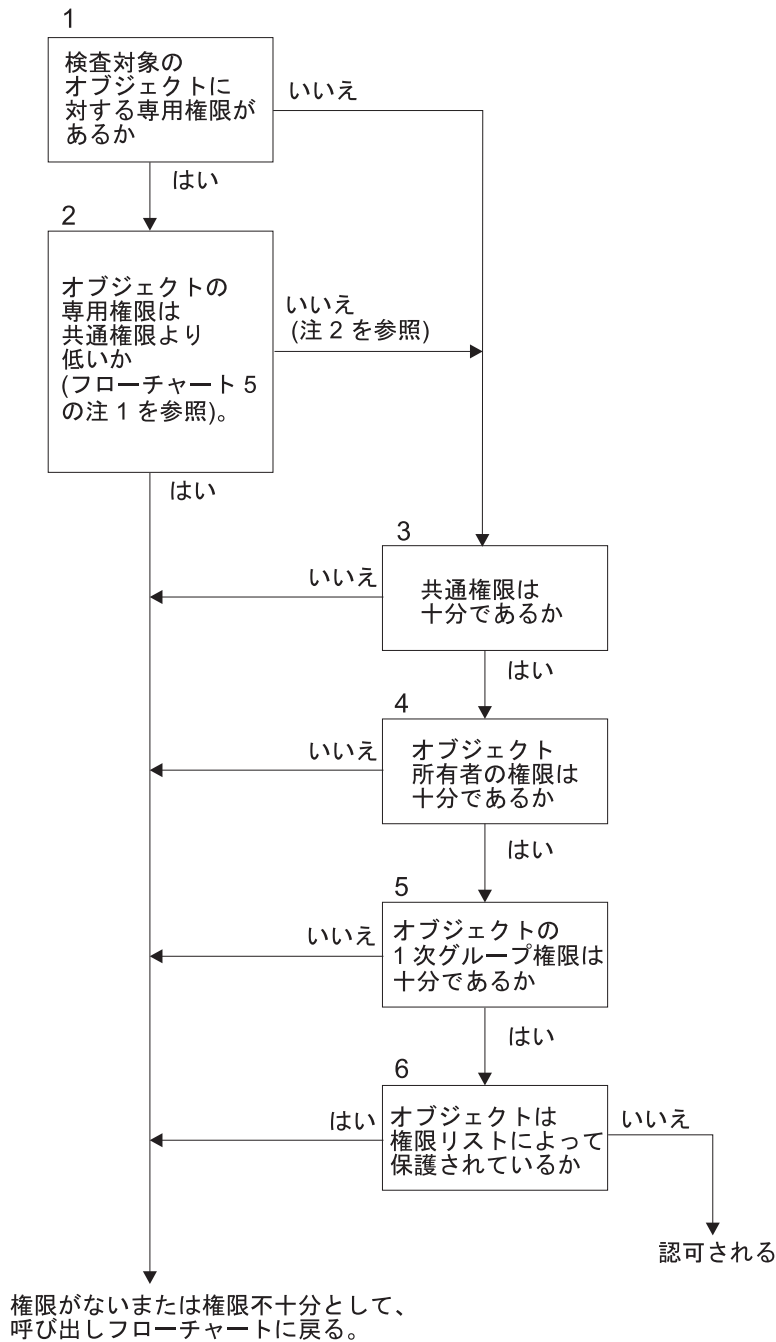 1
検査対象の
オブジェクトに
対する専用権限が
あるか
いいえ
はい
2
オブジェクトの
専用権限は
共通権限より
低いか
(フローチャート 5
の注 1 を参照)。
いいえ
(注 2 を参照)
はい
3
いいえ
共通権限は
十分であるか
はい
4
いいえ
オブジェクト
所有者の権限は
十分であるか
はい
5
いいえ
オブジェクトの
1 次グループ権限は
十分であるか
はい
6
はい
オブジェクトは
権限リストによって
保護されているか
いいえ
認可される
権限がないまたは権限不十分として、
呼び出しフローチャートに戻る。